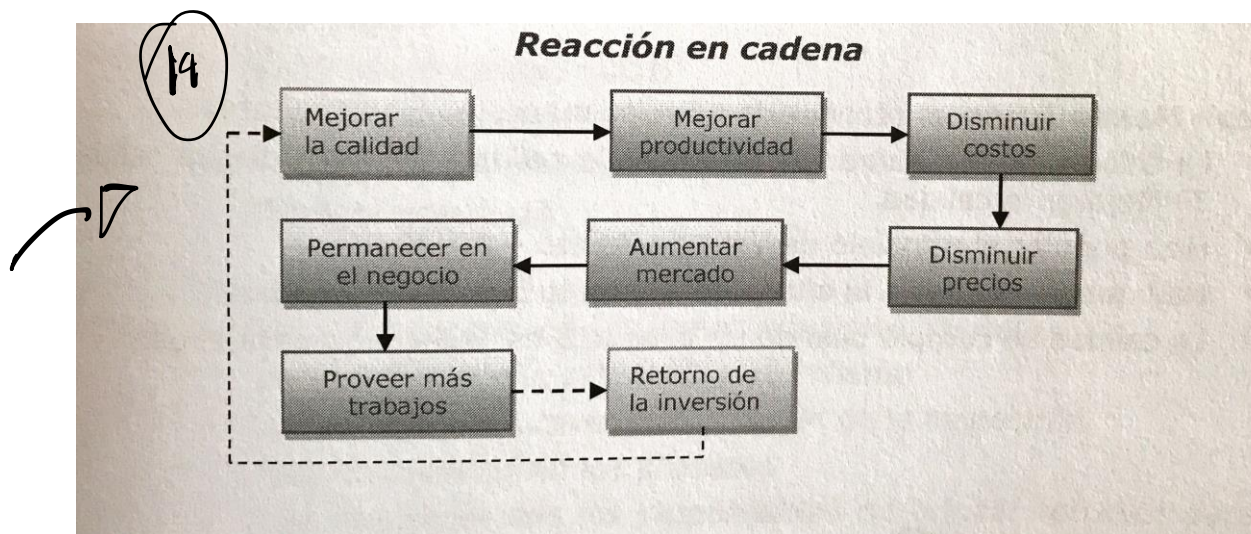 14
Reacción en cadena
Mejorar
la calidad
Mejorar
productividad
Disminuir
costos
Disminuir
precios
Aumentar
mercado
Permanecer en
el negocio
Proveer más
trabajos
Retorno de
la inversión